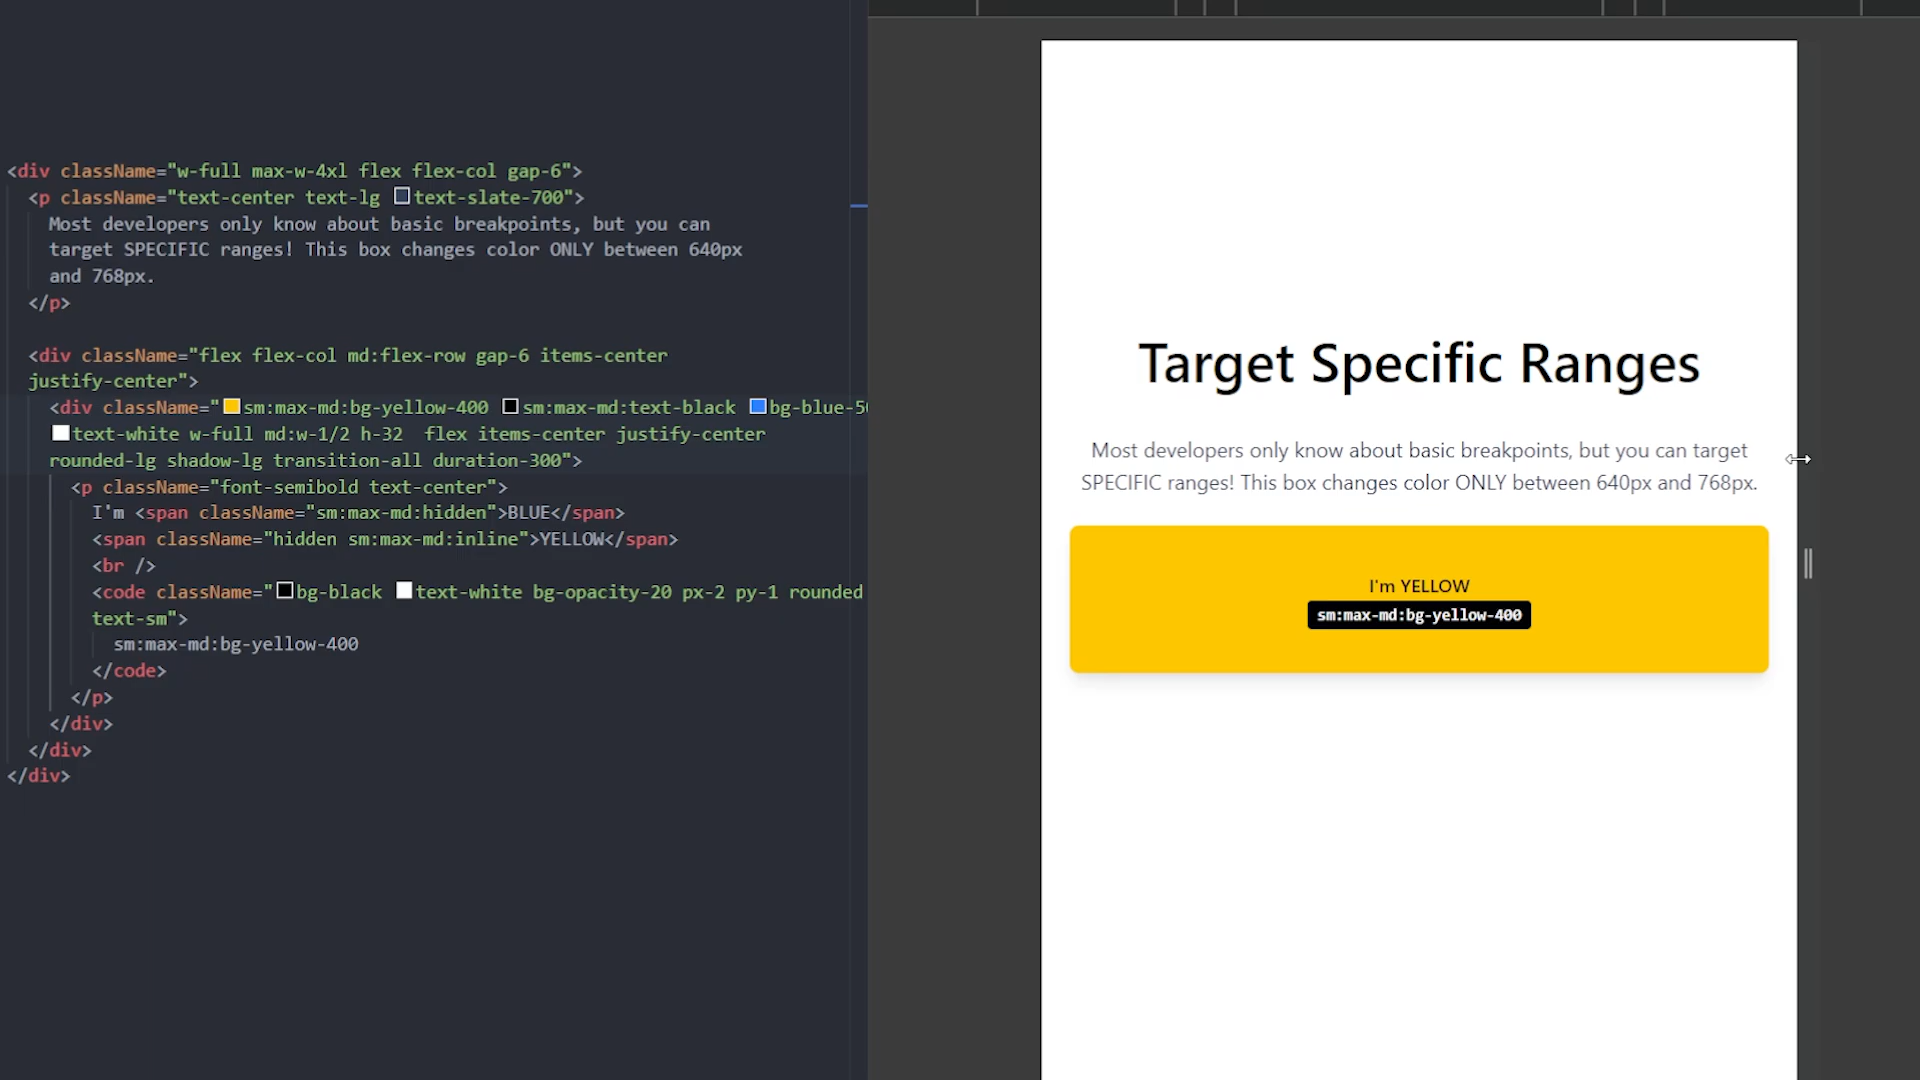 <div className="w-full max-w-4xl flex flex-col gap-6">
<p className="text-center text-lg text-slate-700">
Most developers only know about basic breakpoints, but you can
target SPECIFIC ranges! This box changes color ONLY between 640px
and 768px.
</p>
<div className="flex flex-col md:flex-row gap-6 items-center
justify-center">
<div className="sm:max-md:bg-yellow-400 sm:max-md:text-black bg-blue-50
text-white w-full md:w-1/2 h-32  flex items-center justify-center
rounded-lg shadow-lg transition-all duration-300">
<p className="font-semibold text-center">
I'm <span className="sm:max-md:hidden">BLUE</span>
<span className="hidden sm:max-md:inline">YELLOW</span>
<br />
<code className="bg-black text-white bg-opacity-20 px-2 py-1 rounded
text-sm">
sm:max-md:bg-yellow-400
</code>
</p>
</div>
</div>
</div>
Target Specific Ranges
Most developers only know about basic breakpoints, but you can target
SPECIFIC ranges! This box changes color ONLY between 640px and 768px.
I'm YELLOW
sm:max-md:bg-yellow-400